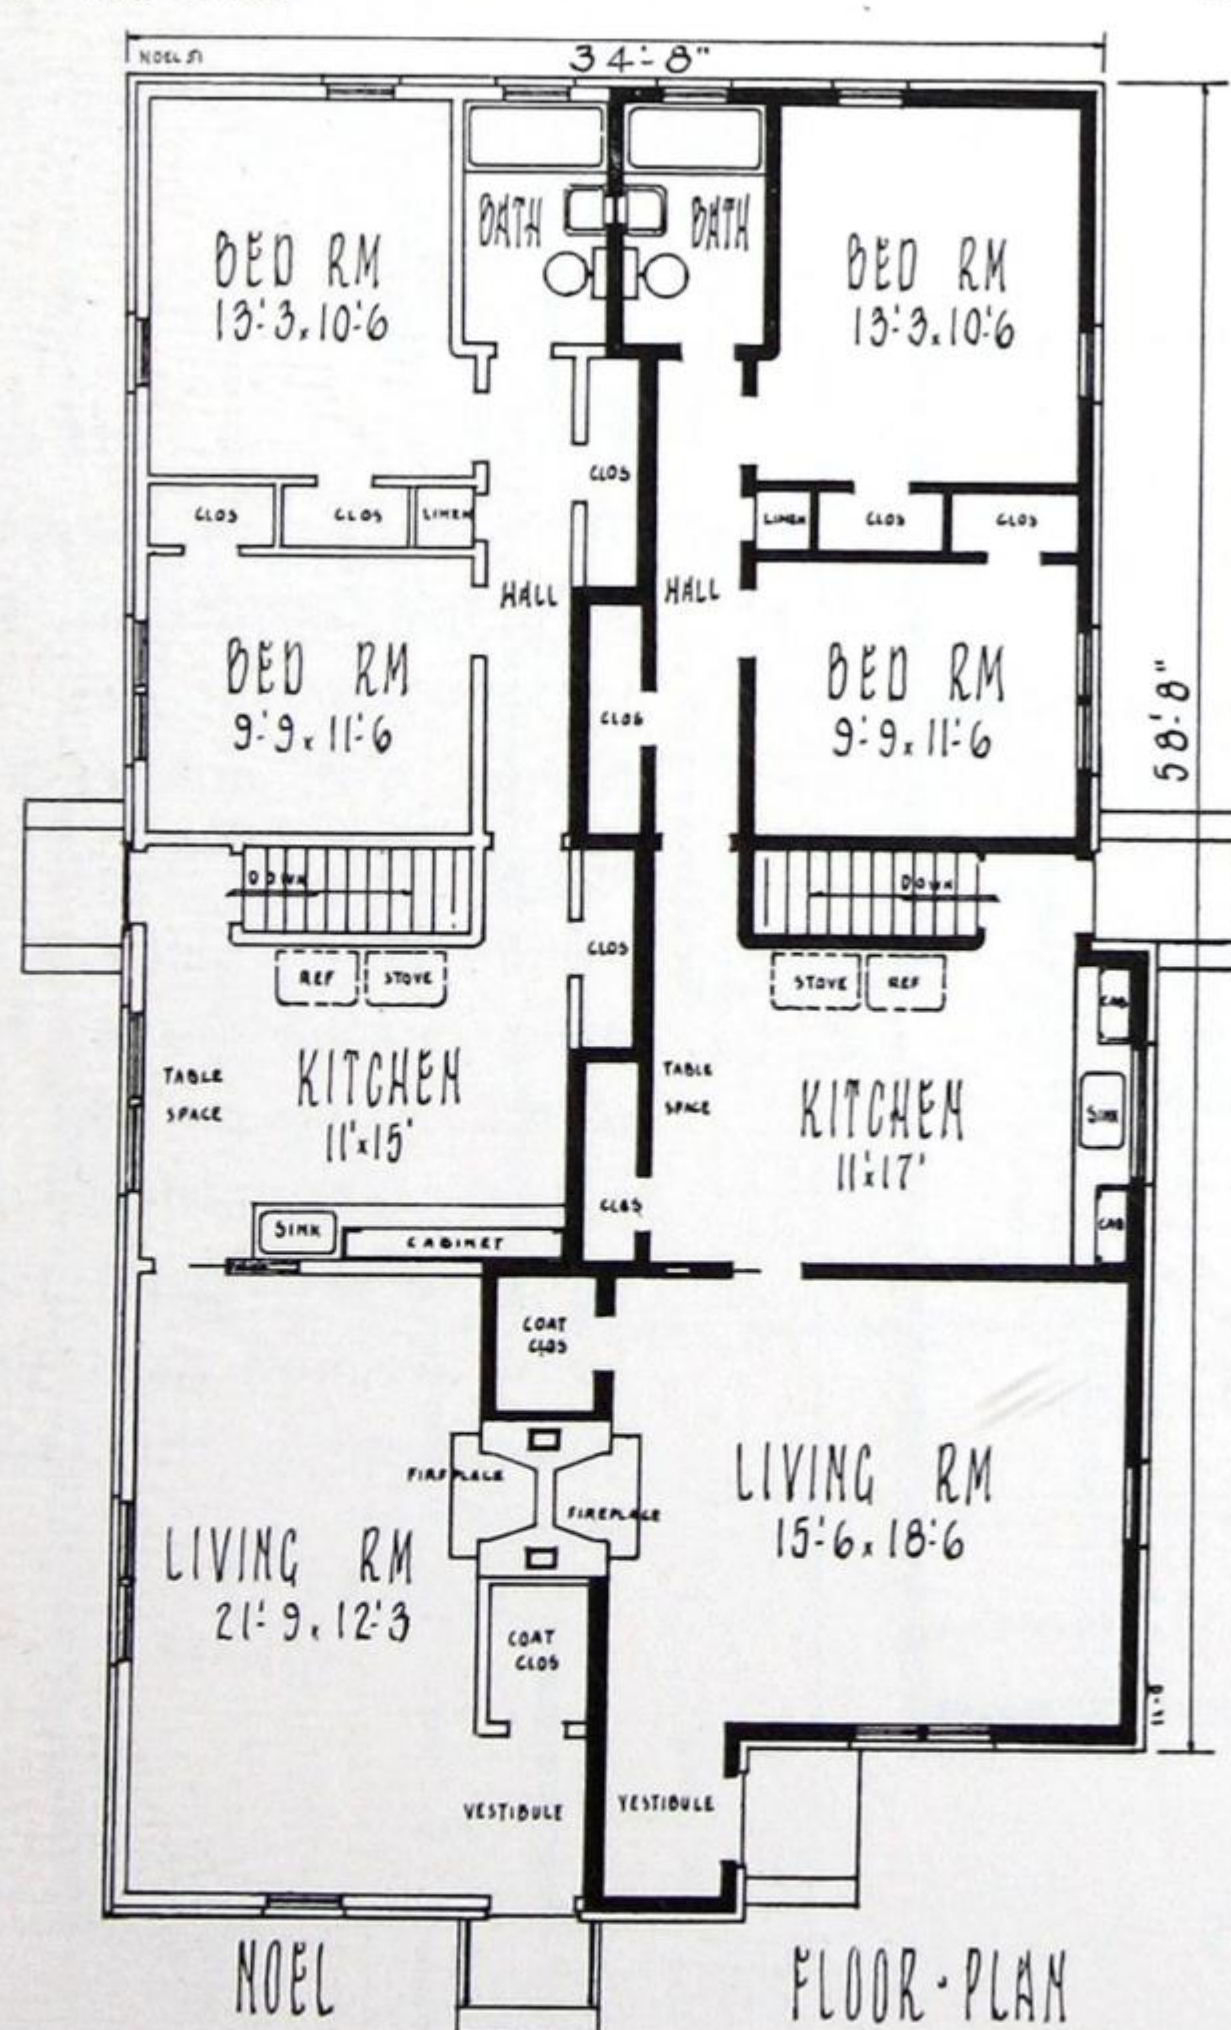 NOEL 51
34'-8"
BATH
BATH
BED RM
13'-3 x 10'-6
BED RM
13'-3 x 10'-6
CLOS
CLOS
CLOS
LINEN
LINEN
CLOS
CLOS
HALL
HALL
BED RM
9'-9 x 11'-6
BED RM
9'-9 x 11'-6
CLOS
58'-8"
DOWN
DOWN
REF
STOVE
CLOS
STOVE
REF
CAB
TABLE
SPACE
KITCHEN
11'x15'
TABLE
SPACE
KITCHEN
11'x17'
SINK
CLOS
CAB
SINK
CABINET
COAT
CLOS
FIREPLACE
FIREPLACE
LIVING RM
15'-6 x 18'-6
LIVING RM
21'-9 x 12'-3
COAT
CLOS
VESTIBULE
VESTIBULE
NOEL
FLOOR-PLAN